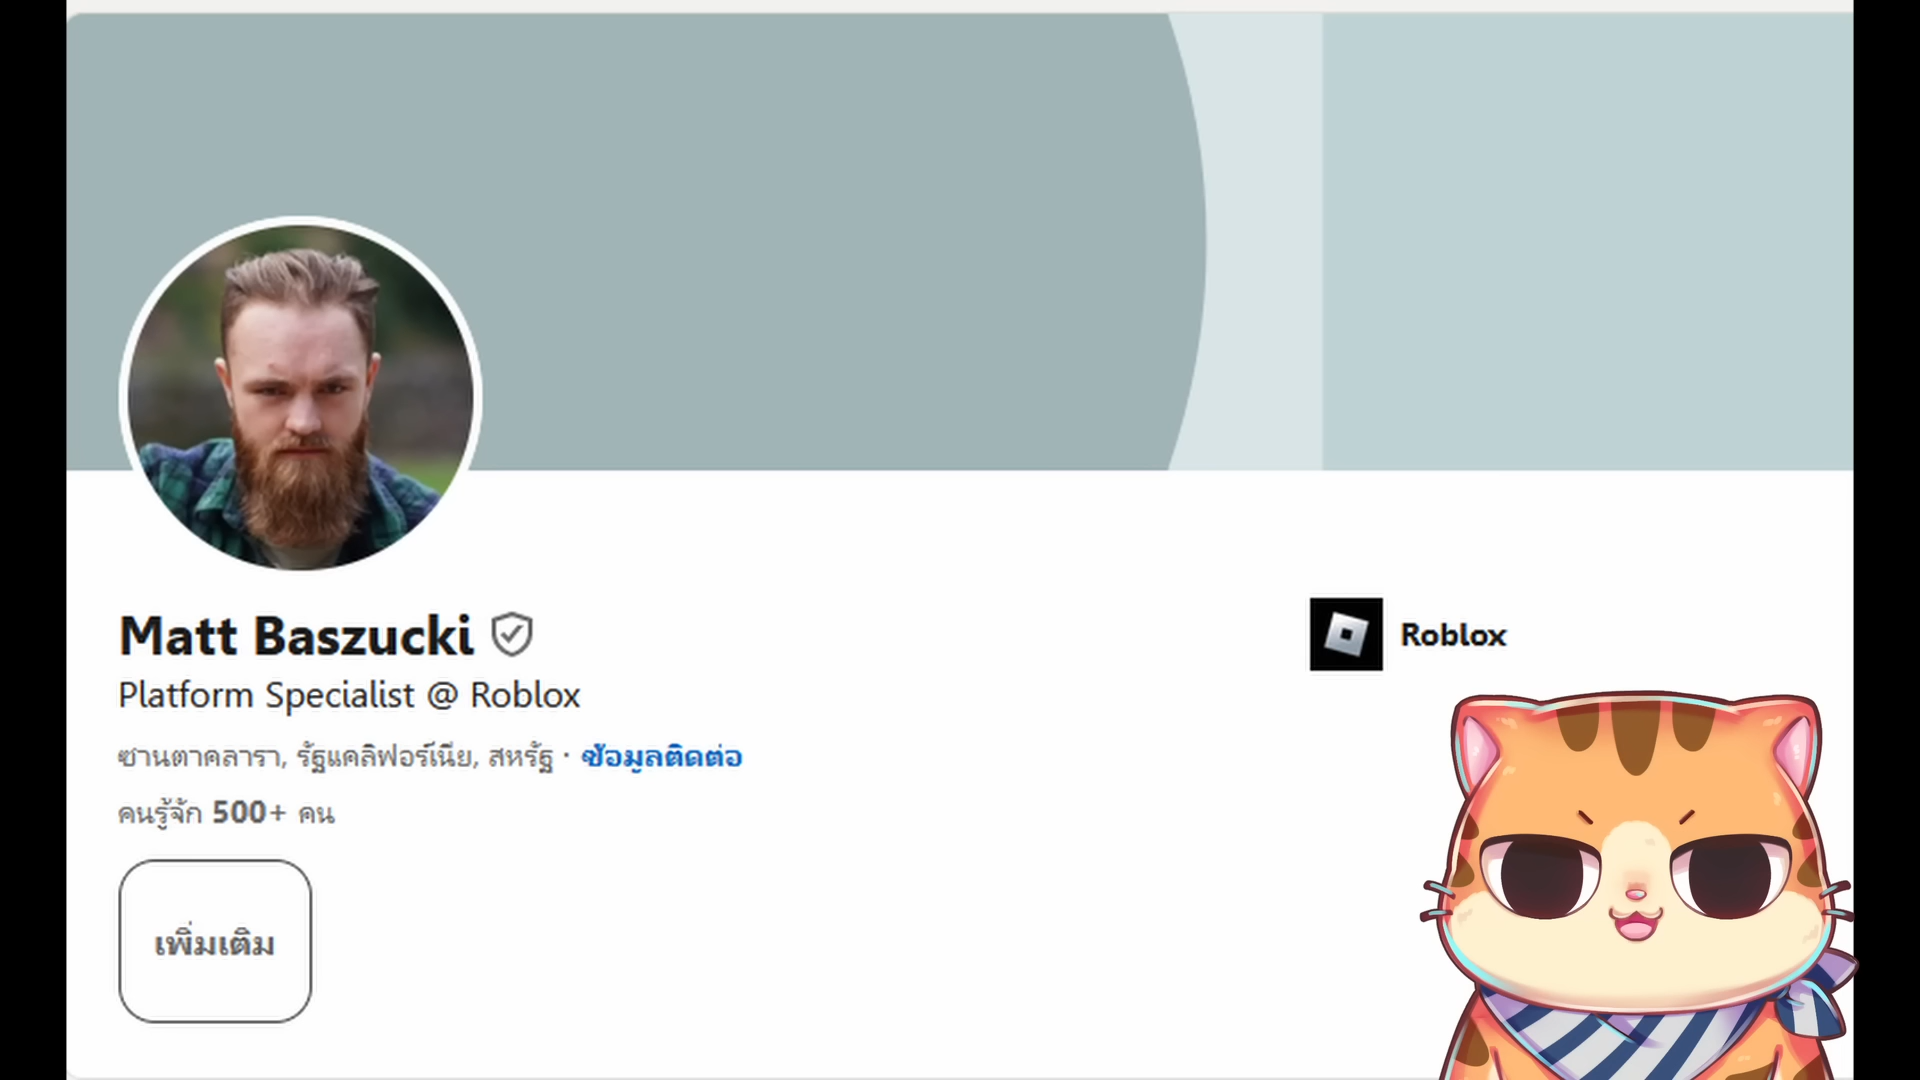 Matt Baszucki
Platform Specialist @ Roblox
ซานตาคลารา, รัฐแคลิฟอร์เนีย, สหรัฐ · ข้อมูลติดต่อ
คนรู้จัก 500+ คน
เพิ่มเติม
Roblox